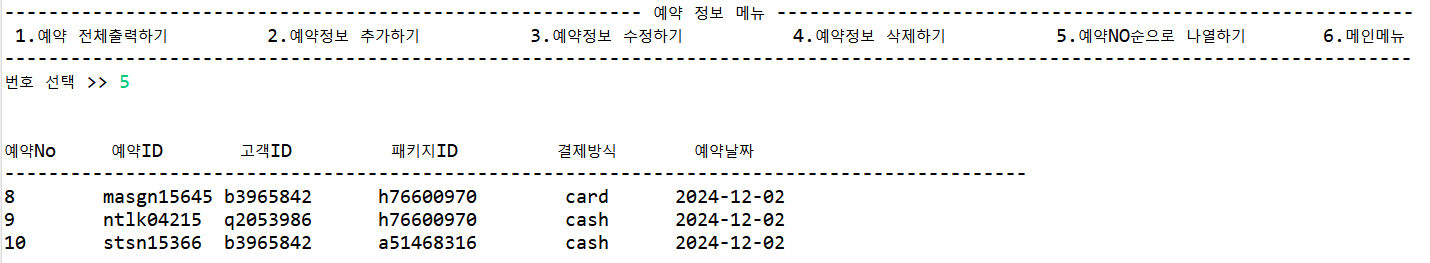 ---------------------------------------------------------- 예약 정보 메뉴 ----------------------------------------------------------
1.예약 전체출력하기 2.예약정보 추가하기 3.예약정보 수정하기 4.예약정보 삭제하기 5.예약NO순으로 나열하기 6.메인메뉴
--------------------------------------------------------------------------------------------------------------------------------
번호 선택 >> 5
예약No 예약ID 고객ID 패키지ID 결제방식 예약날짜
---------------------------------------------------------------------------------------------
8 masgn15645 b3965842 h76600970 card 2024-12-02
9 ntlk04215 q2053986 h76600970 cash 2024-12-02
10 stsn15366 b3965842 a51468316 cash 2024-12-02